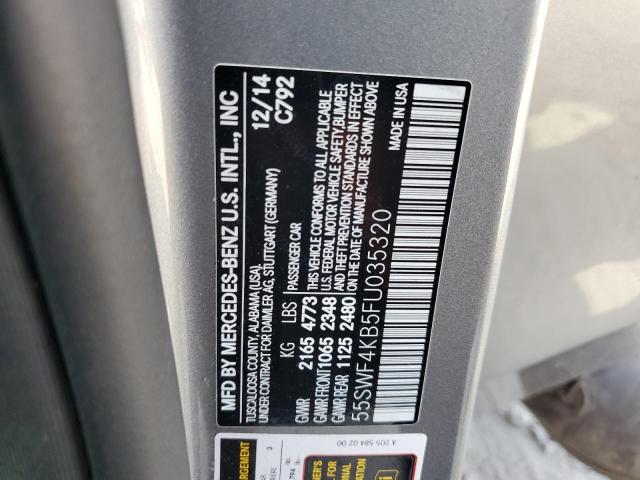 MFD BY MERCEDES-BENZ U.S. INTL., INC
TUSCALOOSA COUNTY, ALABAMA (USA),
UNDER CONTRACT FOR DAIMLER AG, STUTTGART (GERMANY)
12/14
C792
KG LBS PASSENGER CAR
GVWR 2165 4773 THIS VEHICLE CONFORMS TO ALL APPLICABLE
GAWR FRONT 1065 2348 U.S. FEDERAL MOTOR VEHICLE SAFETY, BUMPER
GAWR REAR 1125 2480 AND THEFT PREVENTION STANDARDS IN EFFECT
ON THE DATE OF MANUFACTURE SHOWN ABOVE
55SWF4KB5FU035320
MADE IN USA
A 205 584 02 00
3